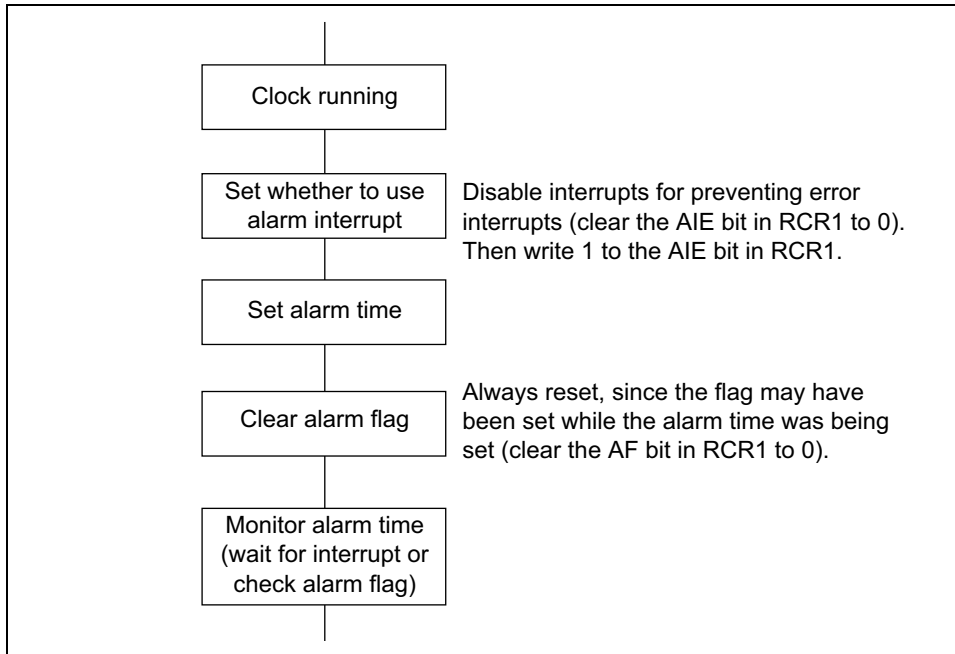 Clock running
Set whether to use
alarm interrupt
Disable interrupts for preventing error
interrupts (clear the AIE bit in RCR1 to 0).
Then write 1 to the AIE bit in RCR1.
Set alarm time
Clear alarm flag
Always reset, since the flag may have
been set while the alarm time was being
set (clear the AF bit in RCR1 to 0).
Monitor alarm time
(wait for interrupt or
check alarm flag)